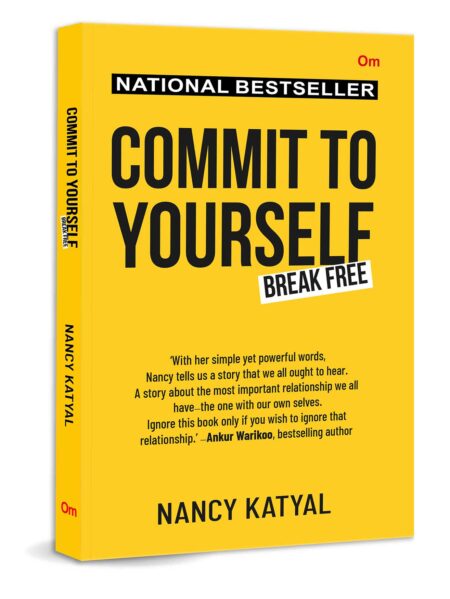 Om
NATIONAL BESTSELLER
COMMIT TO
YOURSELF
BREAK FREE
‘With her simple yet powerful words,
Nancy tells us a story that we all ought to hear.
A story about the most important relationship we all
have—the one with our own selves.
Ignore this book only if you wish to ignore that
relationship.’ —Ankur Warikoo, bestselling author
NANCY KATYAL
COMMIT TO YOURSELF
BREAK FREE
NANCY KATYAL
Om